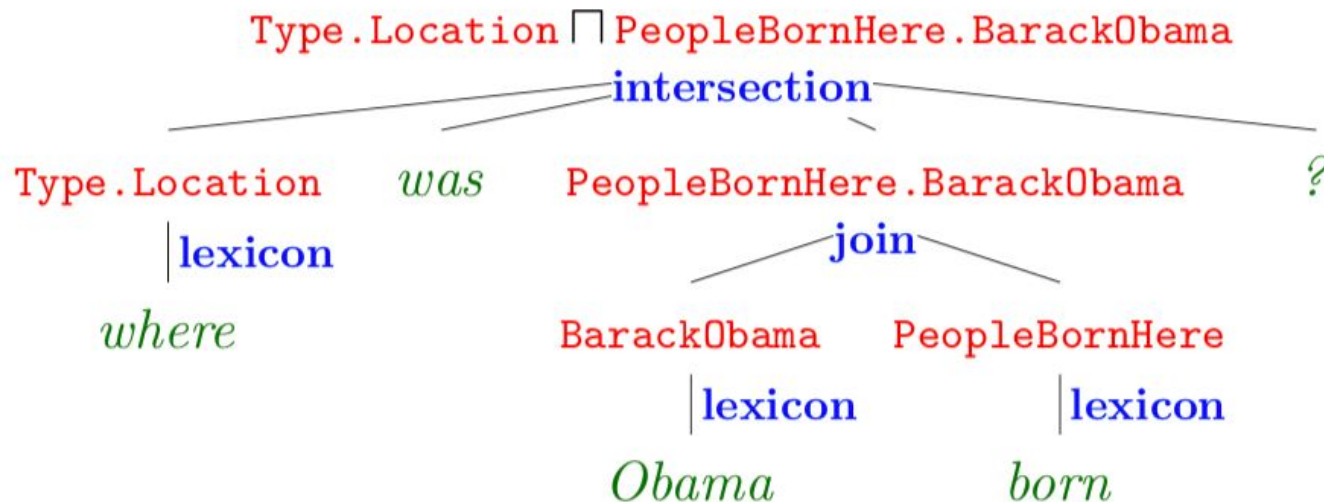 Type.Location ⊓ PeopleBornHere.BarackObama
intersection
Type.Location was PeopleBornHere.BarackObama ?
lexicon join
where BarackObama PeopleBornHere
lexicon lexicon
Obama born